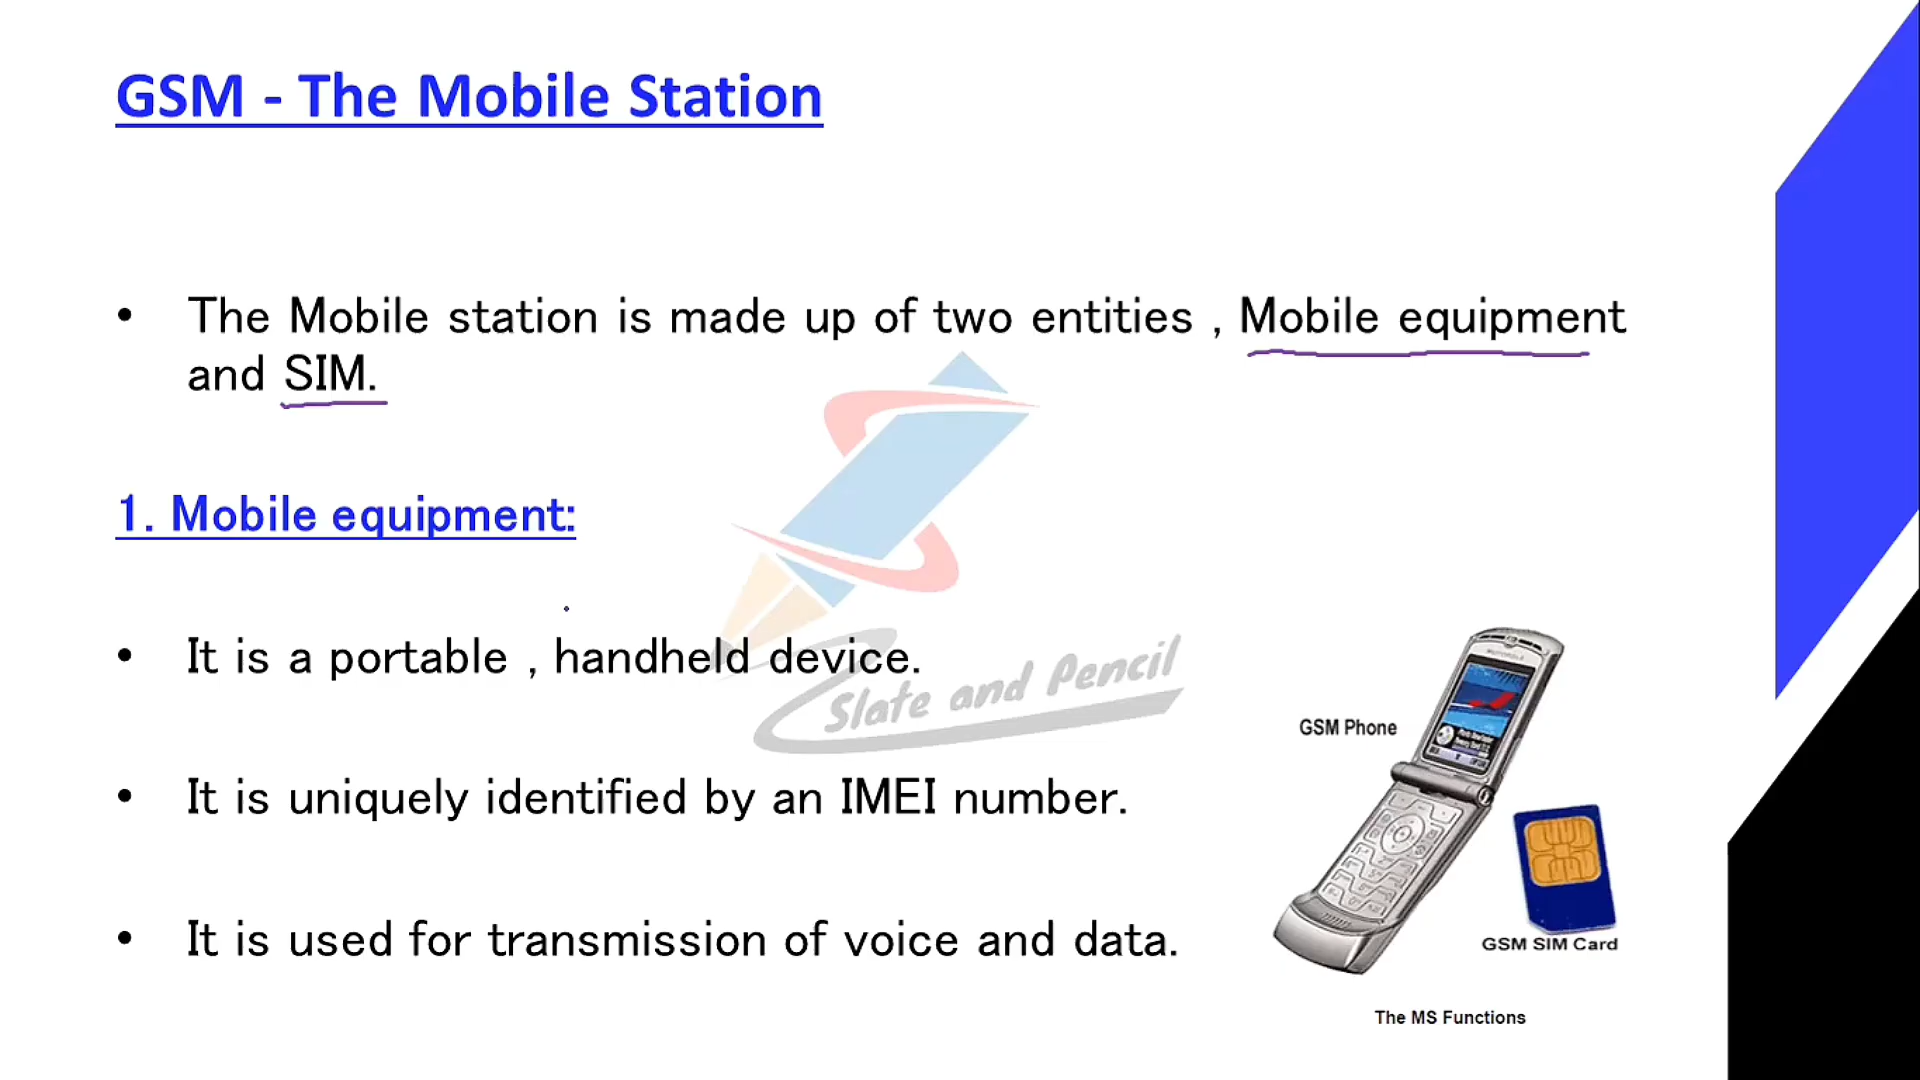 GSM - The Mobile Station
• The Mobile station is made up of two entities , Mobile equipment
and SIM.
1. Mobile equipment:
• It is a portable , handheld device.
Slate and Pencil
• It is uniquely identified by an IMEI number.
• It is used for transmission of voice and data.
GSM Phone
MOTOROLA
GSM SIM Card
The MS Functions